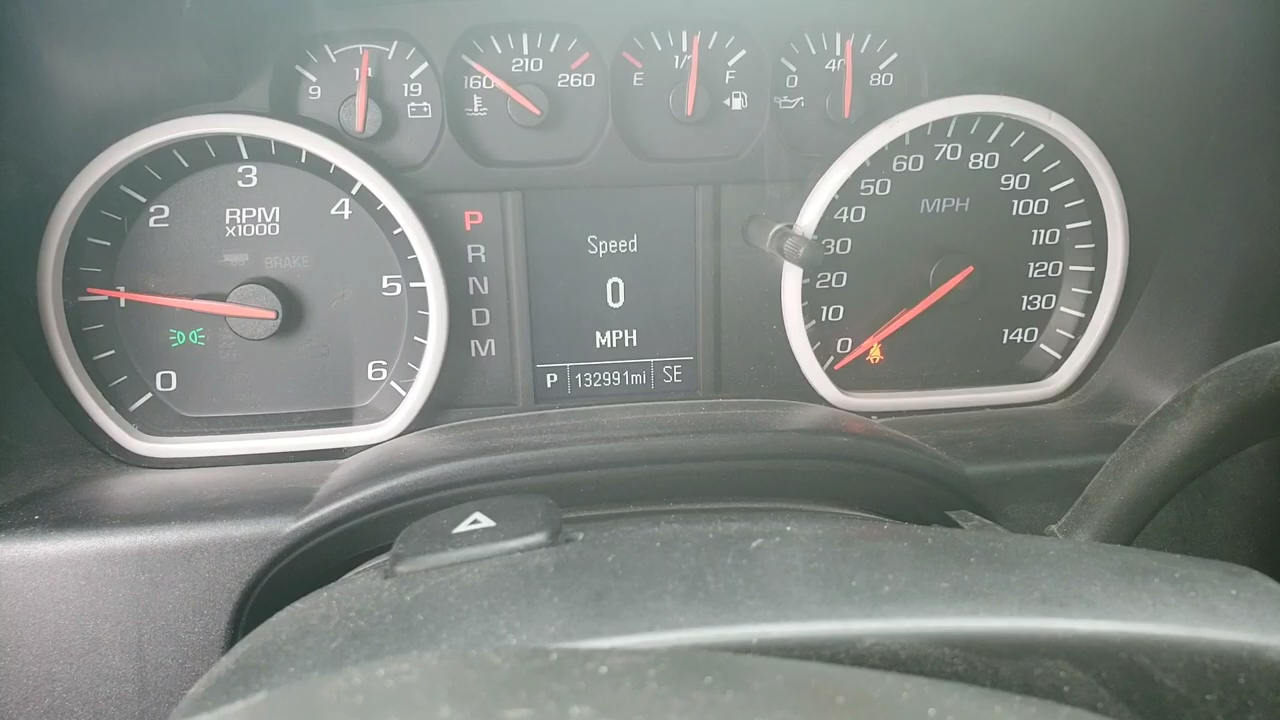 9 14 19
160 210 260
E 1/2 F
0 40 80
0 1 2 3 4 5 6
RPM
x1000
BRAKE
P
R
N
D
M
Speed
0
MPH
P 132991mi SE
0 10 20 30 40 50 60 70 80 90 100 110 120 130 140
MPH